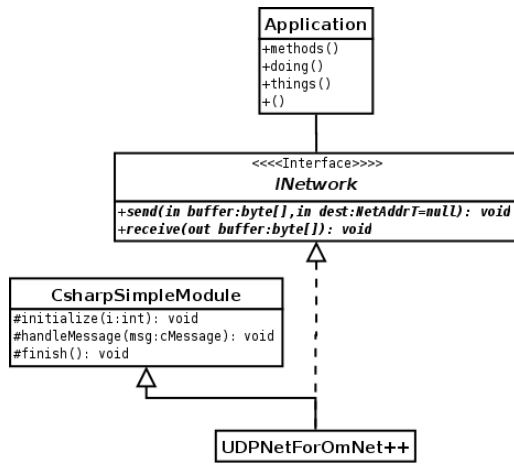 Application
+methods()
+doing()
+things()
+()
<<<<Interface>>>>
INetwork
+send(in buffer:byte[],in dest:NetAddrT=null): void
+receive(out buffer:byte[]): void
CsharpSimpleModule
#initialize(i:int): void
#handleMessage(msg:cMessage): void
#finish(): void
UDPNetForOmNet++